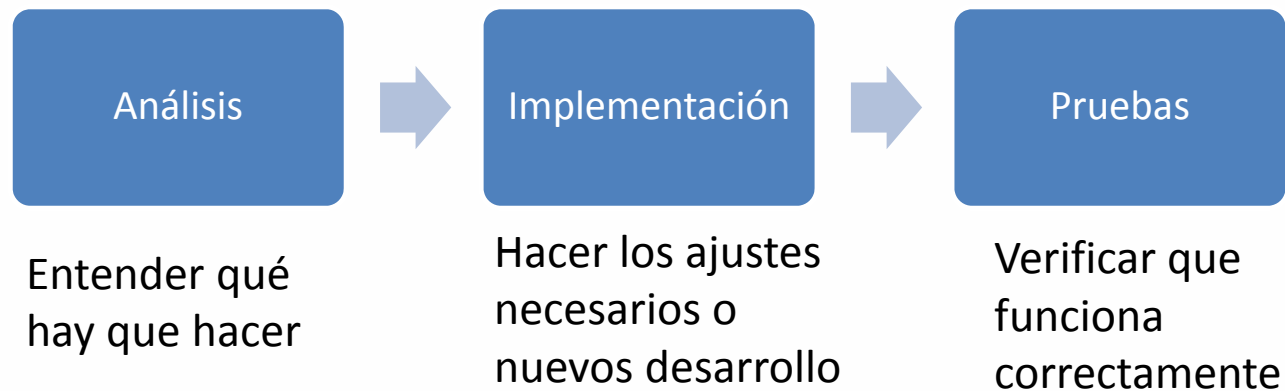 Análisis
Implementación
Pruebas
Entender qué
hay que hacer
Hacer los ajustes
necesarios o
nuevos desarrollo
Verificar que
funciona
correctamente